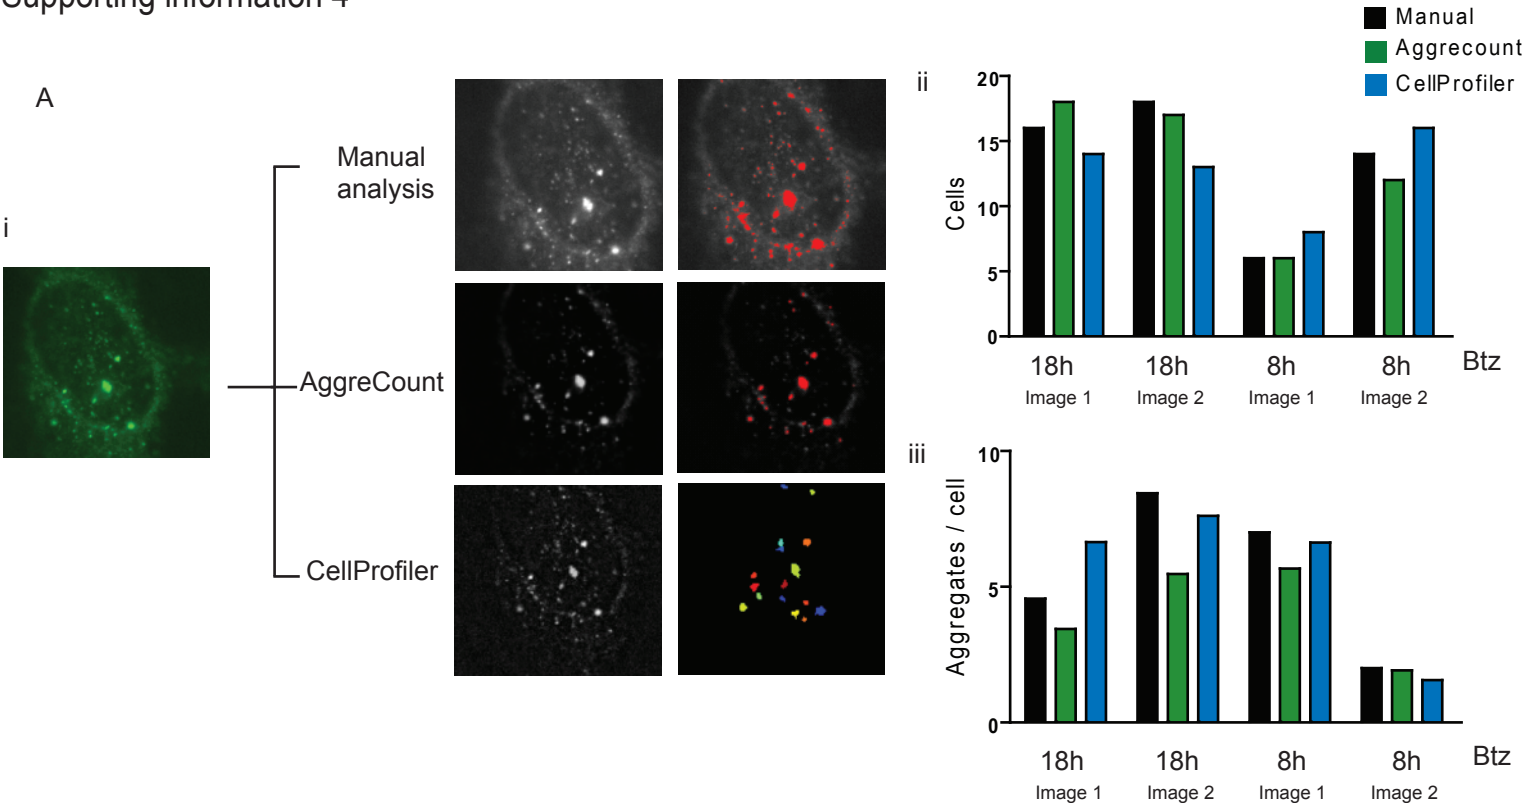 Supporting information 4
A
i
Manual
analysis
AggreCount
CellProfiler
ii
Manual
Aggrecount
CellProfiler
Cells
20
15
10
5
0
18h
18h
8h
8h
Btz
Image 1
Image 2
Image 1
Image 2
iii
Aggregates / cell
10
5
0
18h
18h
8h
8h
Btz
Image 1
Image 2
Image 1
Image 2